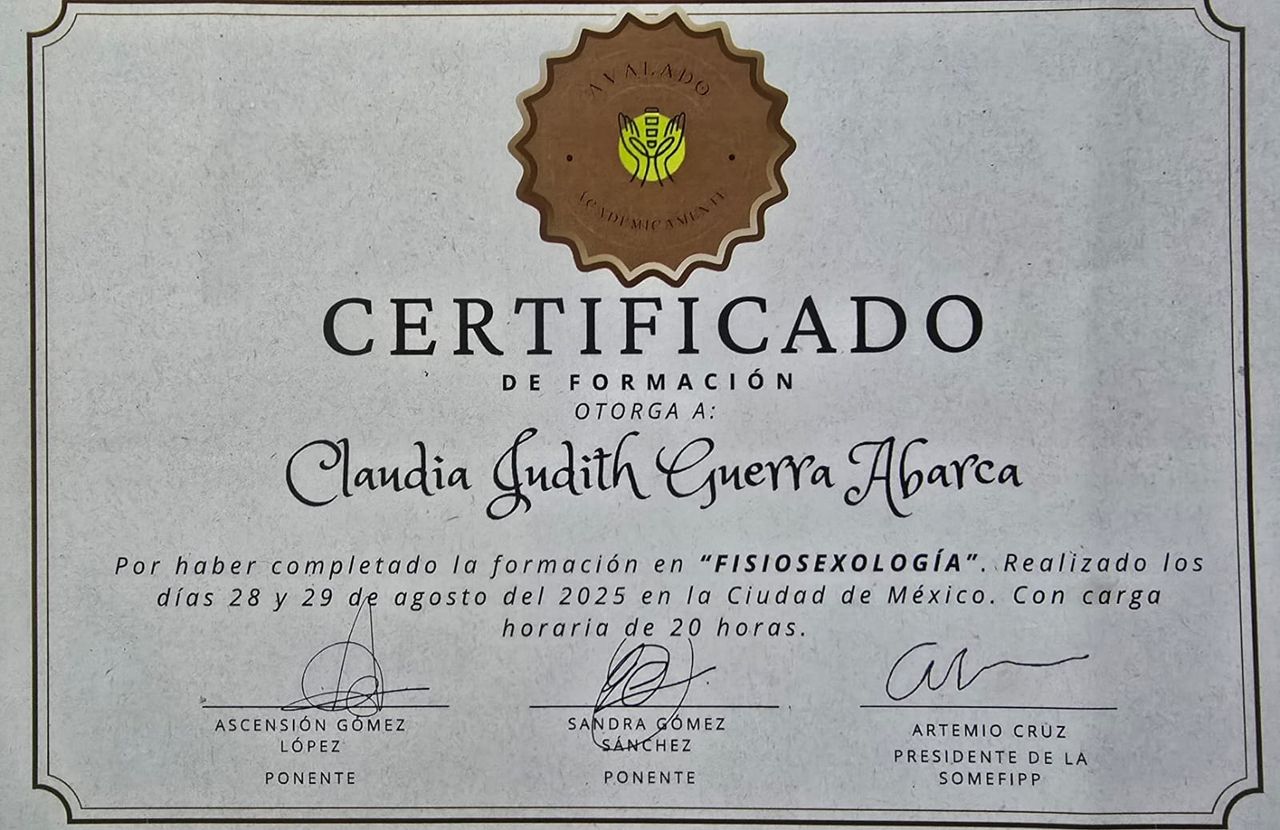 AVALADO
ACADEMICAMENTE
CERTIFICADO
DE FORMACIÓN
OTORGA A:
Claudia Judith Guerra Abarca
Por haber completado la formación en “FISIOSEXOLOGÍA”. Realizado los
días 28 y 29 de agosto del 2025 en la Ciudad de México. Con carga
horaria de 20 horas.
ASCENSIÓN GÓMEZ
LÓPEZ
PONENTE
SANDRA GÓMEZ
SÁNCHEZ
PONENTE
ARTEMIO CRUZ
PRESIDENTE DE LA
SOMEFIPP